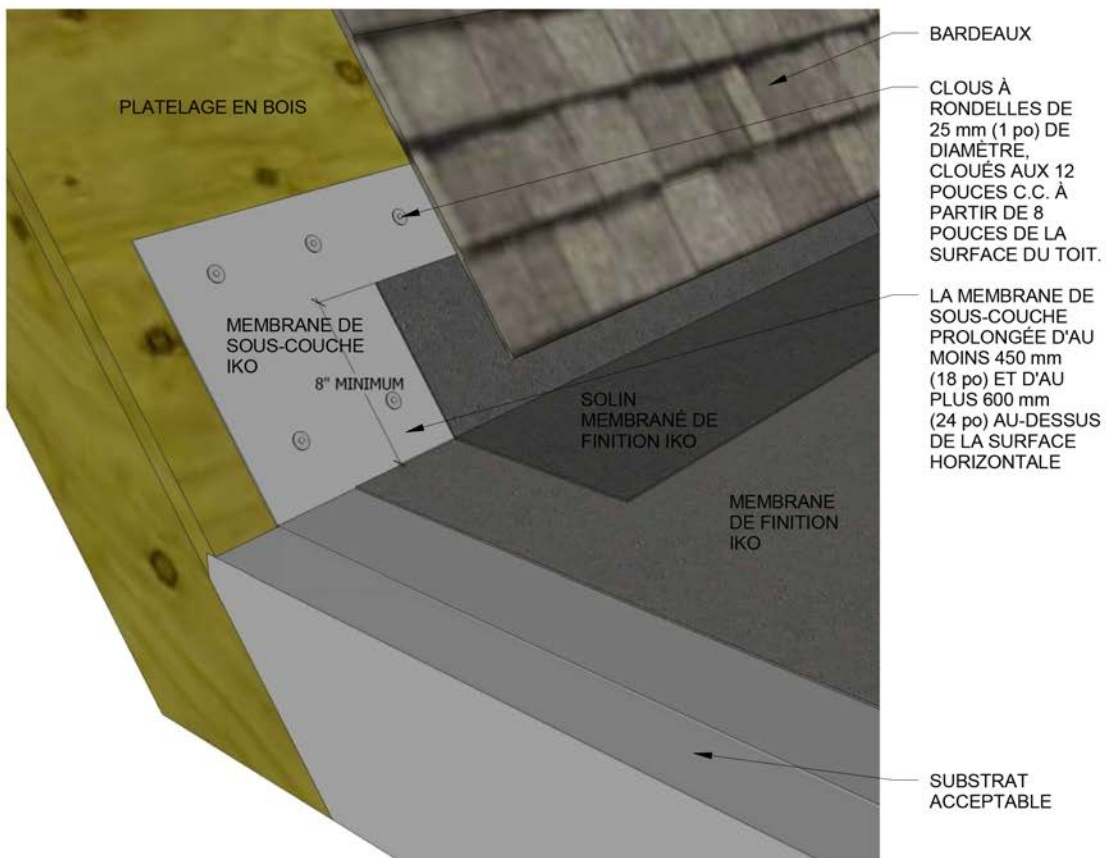 PLATELAGE EN BOIS
MEMBRANE DE
SOUS-COUCHE
IKO
8" MINIMUM
SOLIN
MEMBRANÉ DE
FINITION IKO
MEMBRANE
DE FINITION
IKO
BARDEAUX
CLOUS À
RONDELLES DE
25 mm (1 po) DE
DIAMÈTRE,
CLOUÉS AUX 12
POUCES C.C. À
PARTIR DE 8
POUCES DE LA
SURFACE DU TOIT.
LA MEMBRANE DE
SOUS-COUCHE
PROLONGÉE D'AU
MOINS 450 mm
(18 po) ET D'AU
PLUS 600 mm
(24 po) AU-DESSUS
DE LA SURFACE
HORIZONTALE
SUBSTRAT
ACCEPTABLE